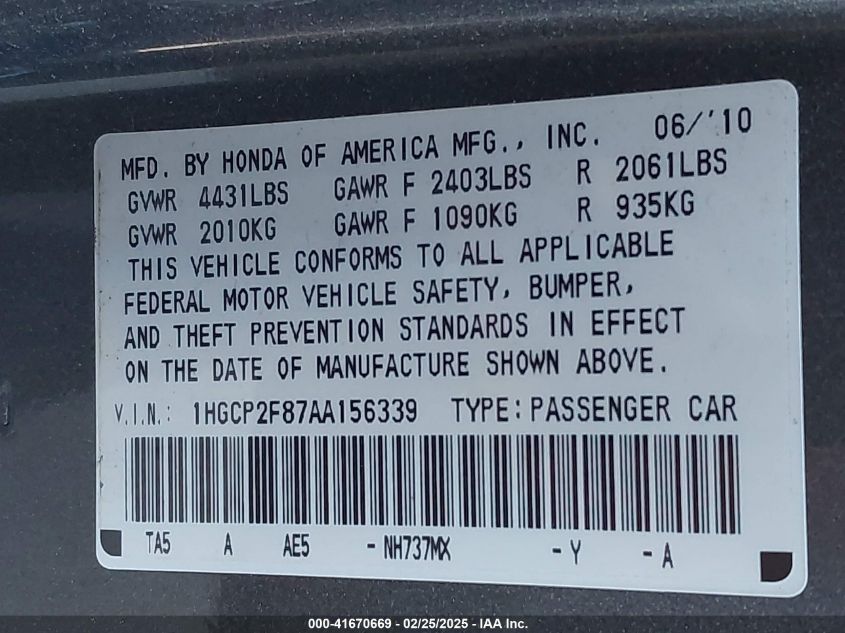 MFD. BY HONDA OF AMERICA MFG., INC. 06/'10
GVWR 4431LBS GAWR F 2403LBS R 2061LBS
GVWR 2010KG GAWR F 1090KG R 935KG
THIS VEHICLE CONFORMS TO ALL APPLICABLE
FEDERAL MOTOR VEHICLE SAFETY, BUMPER,
AND THEFT PREVENTION STANDARDS IN EFFECT
ON THE DATE OF MANUFACTURE SHOWN ABOVE.
V.I.N.: 1HGCP2F87AA156339 TYPE: PASSENGER CAR
TA5 A AE5 - NH737MX - Y - A
000-41670669 - 02/25/2025 - IAA Inc.